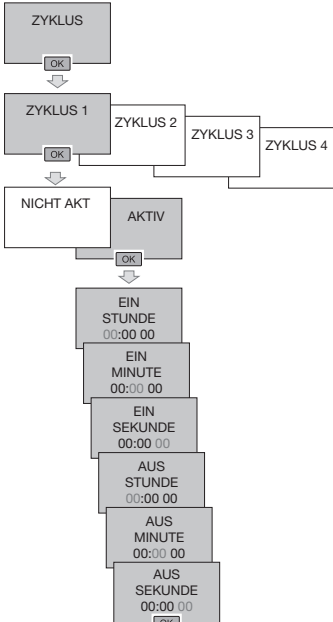 ZYKLUS
OK
ZYKLUS 1
ZYKLUS 2
ZYKLUS 3
ZYKLUS 4
OK
NICHT AKT
AKTIV
OK
EIN
STUNDE
00:00 00
EIN
MINUTE
00:00 00
EIN
SEKUNDE
00:00 00
AUS
STUNDE
00:00 00
AUS
MINUTE
00:00 00
AUS
SEKUNDE
00:00 00
OK